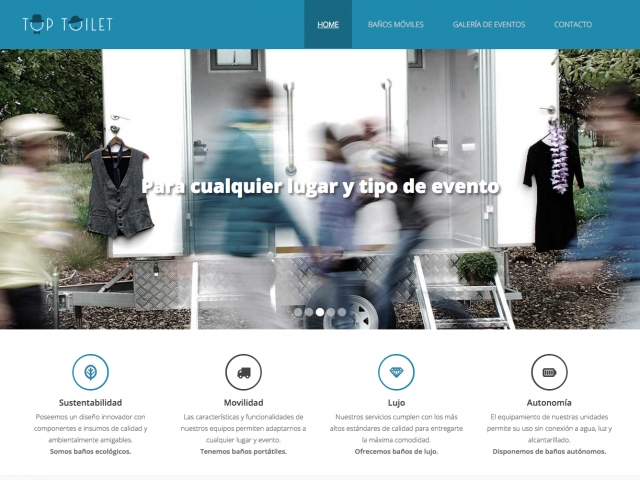 TOP TOILET
HOME
BAÑOS MÓVILES
GALERÍA DE EVENTOS
CONTACTO
Para cualquier lugar y tipo de evento
Sustentabilidad
Poseemos un diseño innovador con
componentes e insumos de calidad y
ambientalmente amigables.
Somos baños ecológicos.
Movilidad
Las características y funcionalidades de
nuestros equipos permiten adaptarnos a
cualquier lugar y evento.
Tenemos baños portátiles.
Lujo
Nuestros servicios cumplen con los más
altos estándares de calidad para entregarte
la máxima comodidad.
Ofrecemos baños de lujo.
Autonomía
El equipamiento de nuestras unidades
permite su uso sin conexión a agua, luz y
alcantarillado.
Disponemos de baños autónomos.